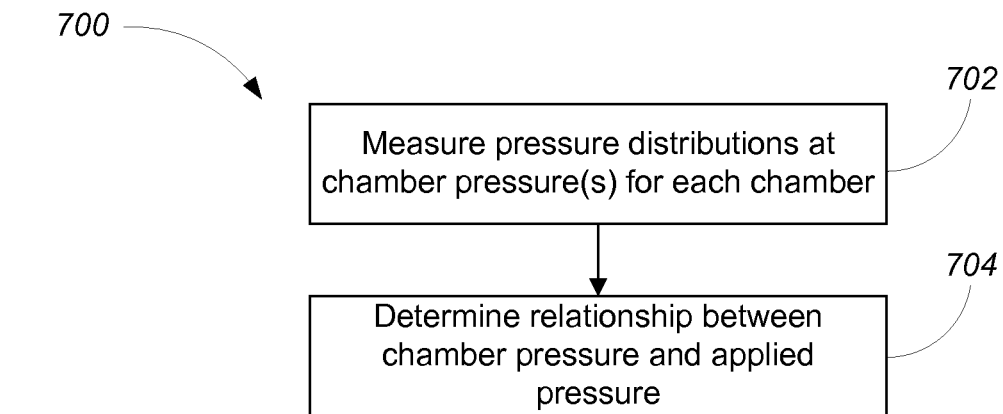 700
702
Measure pressure distributions at
chamber pressure(s) for each chamber
704
Determine relationship between
chamber pressure and applied
pressure